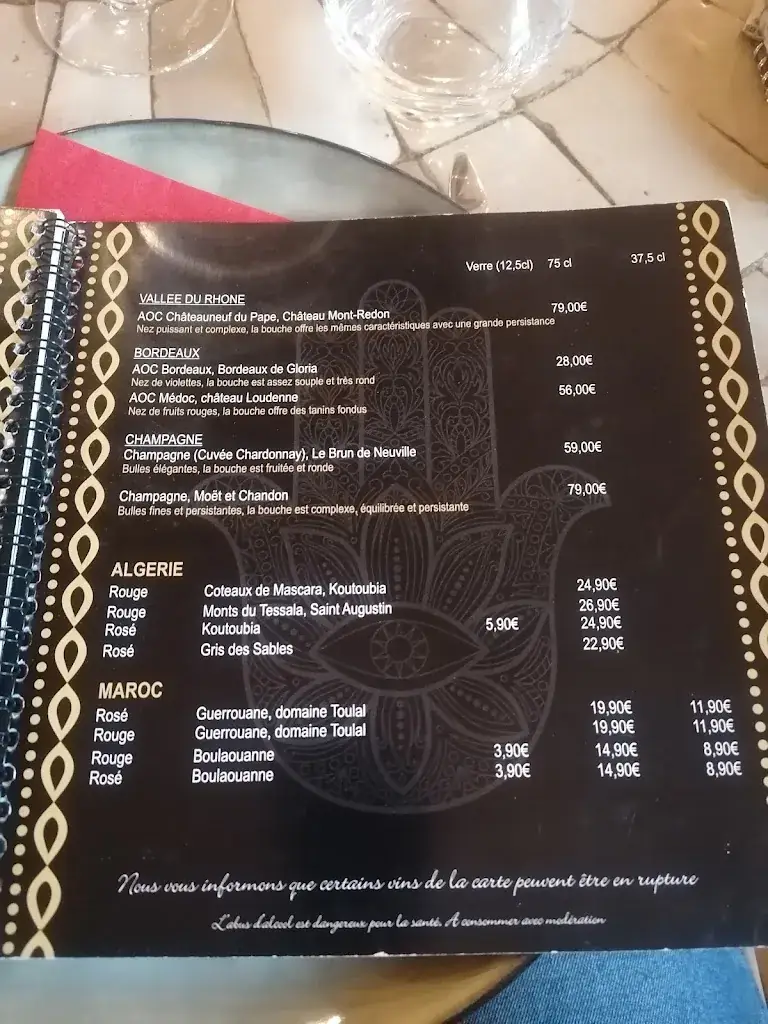 Verre (12,5cl) 75 cl 37,5 cl
VALLEE DU RHONE
AOC Châteauneuf du Pape, Château Mont-Redon 79,00€
Nez puissant et complexe, la bouche offre les mêmes caractéristiques avec une grande persistance
BORDEAUX
AOC Bordeaux, Bordeaux de Gloria 28,00€
Nez de violettes, la bouche est assez souple et très rond
AOC Médoc, château Loudenne 56,00€
Nez de fruits rouges, la bouche offre des tanins fondus
CHAMPAGNE
Champagne (Cuvée Chardonnay), Le Brun de Neuville 59,00€
Bulles élégantes, la bouche est fruitée et ronde
Champagne, Moët et Chandon 79,00€
Bulles fines et persistantes, la bouche est complexe, équilibrée et persistante
ALGERIE
Rouge Coteaux de Mascara, Koutoubia 24,90€
Rouge Monts du Tessala, Saint Augustin 26,90€
Rosé Koutoubia 5,90€ 24,90€
Rosé Gris des Sables 22,90€
MAROC
Rosé Guerrouane, domaine Toulal 19,90€ 11,90€
Rouge Guerrouane, domaine Toulal 19,90€ 11,90€
Rouge Boulaouanne 3,90€ 14,90€ 8,90€
Rosé Boulaouanne 3,90€ 14,90€ 8,90€
Nous vous informons que certains vins de la carte peuvent être en rupture
L'abus d'alcool est dangereux pour la santé. A consommer avec modération